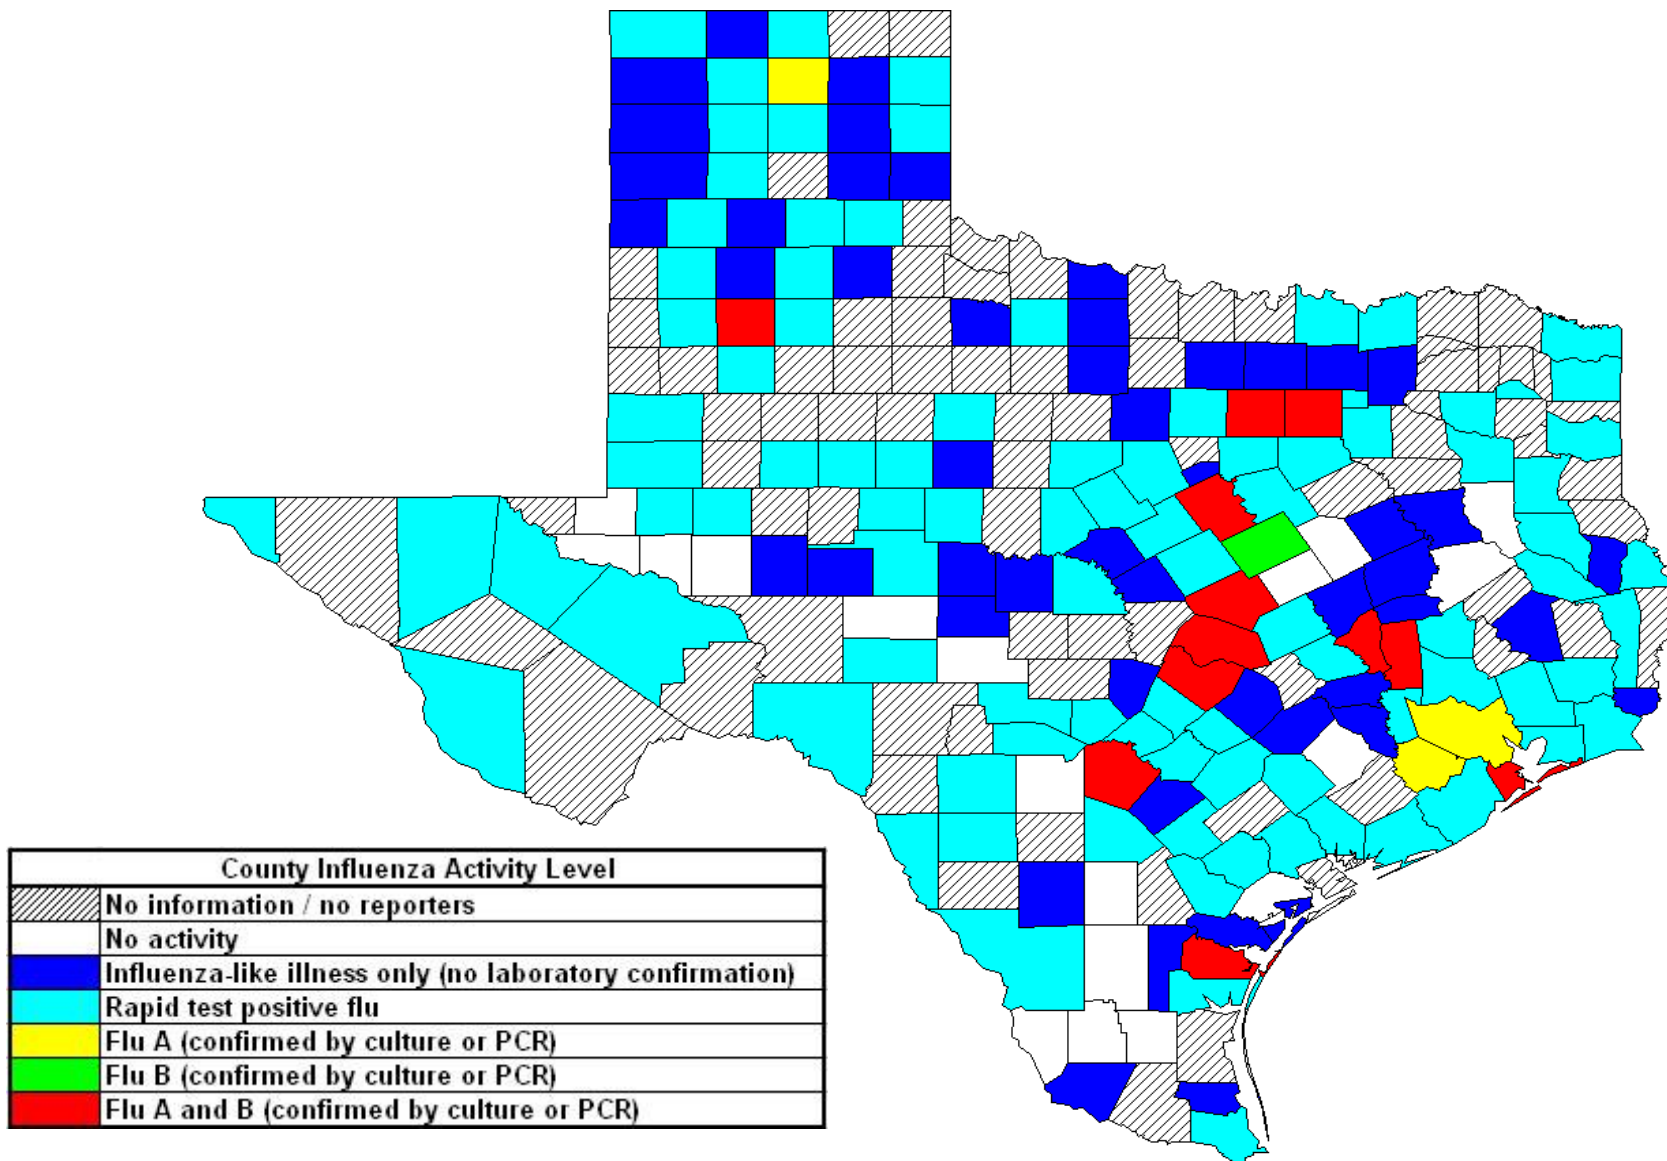 County Influenza Activity Level
No information / no reporters
No activity
Influenza-like illness only (no laboratory confirmation)
Rapid test positive flu
Flu A (confirmed by culture or PCR)
Flu B (confirmed by culture or PCR)
Flu A and B (confirmed by culture or PCR)